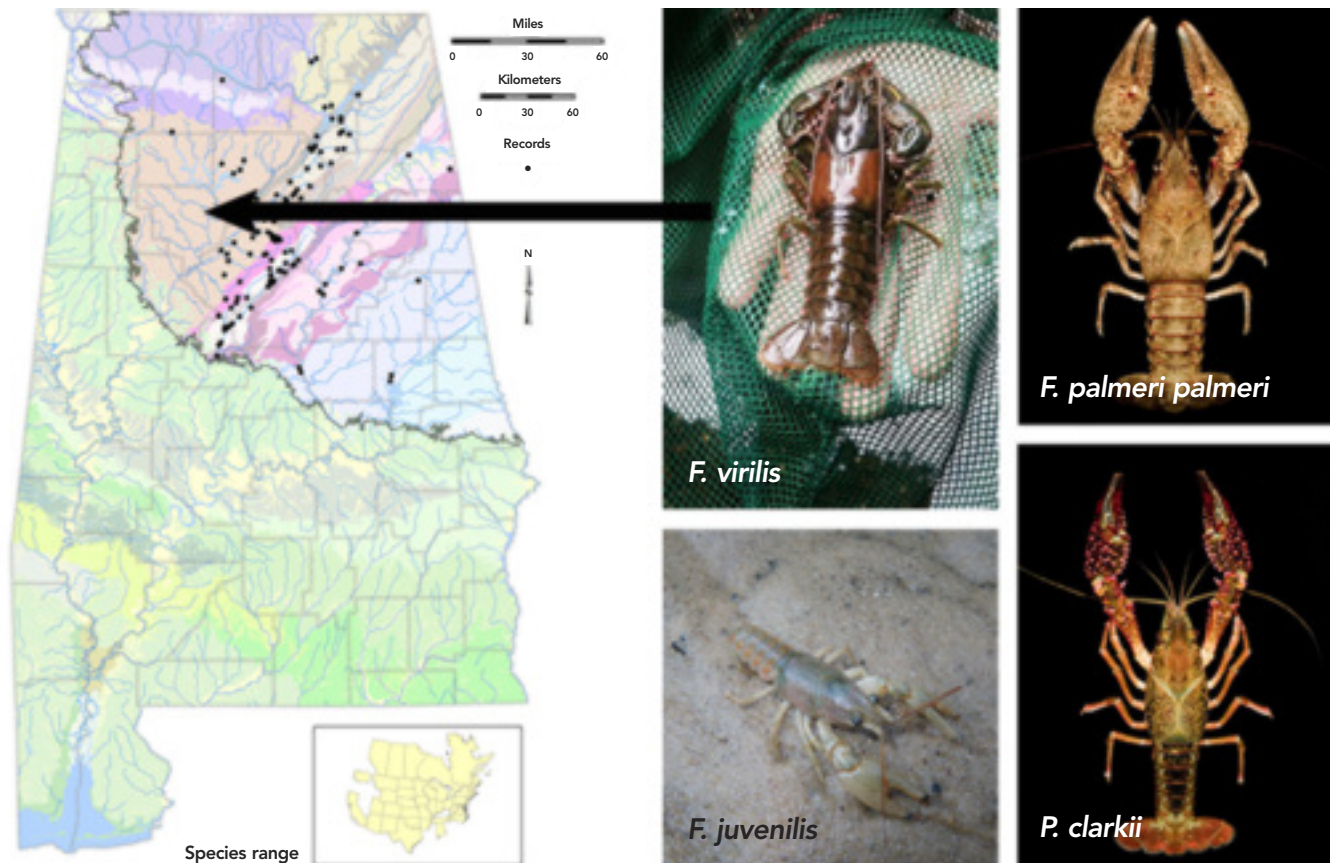 Miles
0 30 60
Kilometers
0 30 60
Records
N
Species range
F. virilis
F. palmeri palmeri
F. juvenilis
P. clarkii